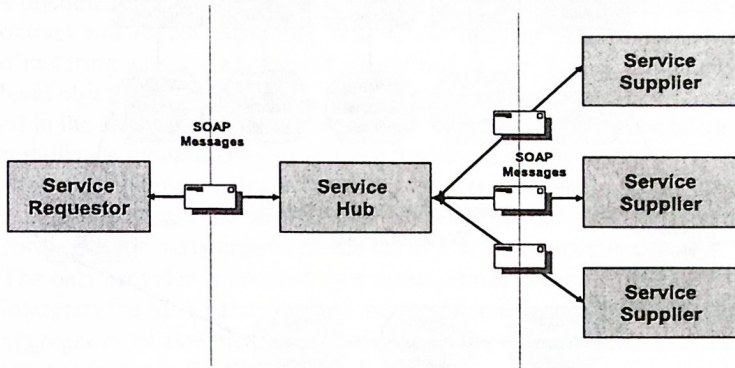 Service
Supplier
SOAP
Messages
SOAP
Messages
Service
Requestor
Service
Hub
Service
Supplier
Service
Supplier